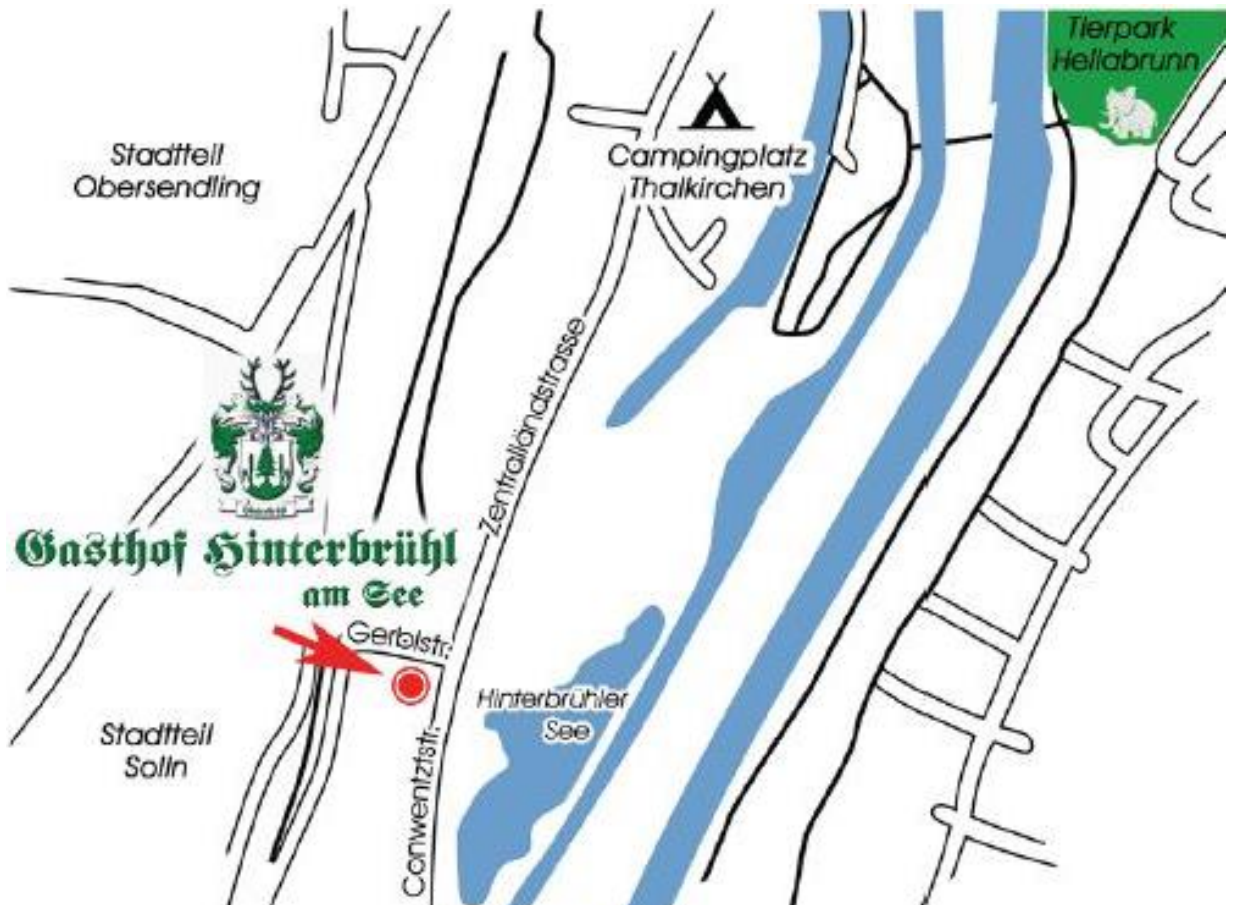 Tierpark
Hellabrunn
Stadtteil
Obersendling
Campingplatz
Thalkirchen
Zentralländstrasse
Gasthof Hinterbrühl
am See
Gerblstr.
Hinterbrühler
See
Stadtteil
Solln
Conwentzstr.